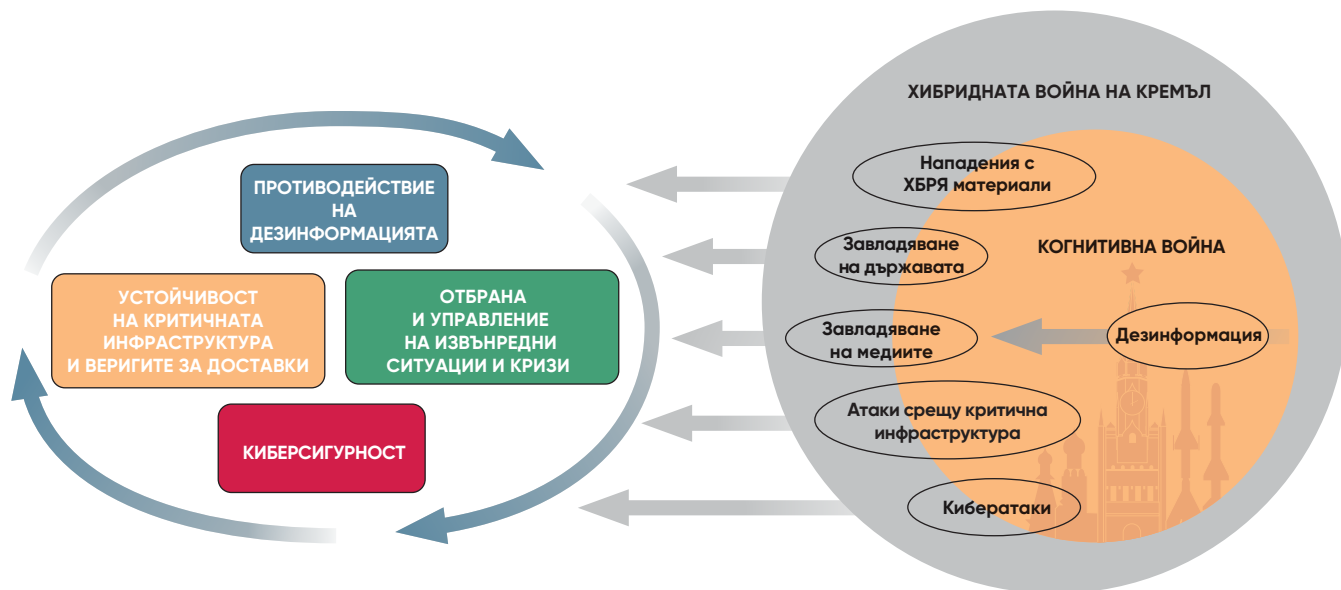 ПРОТИВОДЕЙСТВИЕ
НА
ДЕЗИНФОРМАЦИЯТА
УСТОЙЧИВОСТ
НА КРИТИЧНАТА
ИНФРАСТРУКТУРА
И ВЕРИГИТЕ ЗА ДОСТАВКИ
ОТБРАНА
И УПРАВЛЕНИЕ
НА ИЗВЪНРЕДНИ
СИТУАЦИИ И КРИЗИ
КИБЕРСИГУРНОСТ
ХИБРИДНАТА ВОЙНА НА КРЕМЪЛ
Нападения с
ХБРЯ материали
Завладяване
на държавата
КОГНИТИВНА ВОЙНА
Завладяване
на медиите
Дезинформация
Атаки срещу критична
инфраструктура
Кибератаки